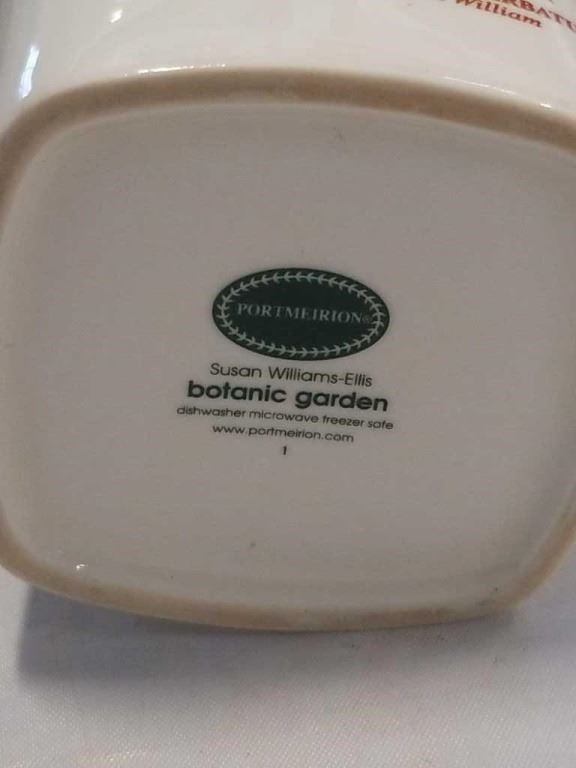 William
PORTMEIRION®
Susan Williams-Ellis
botanic garden
dishwasher microwave freezer safe
www.portmeirion.com
1